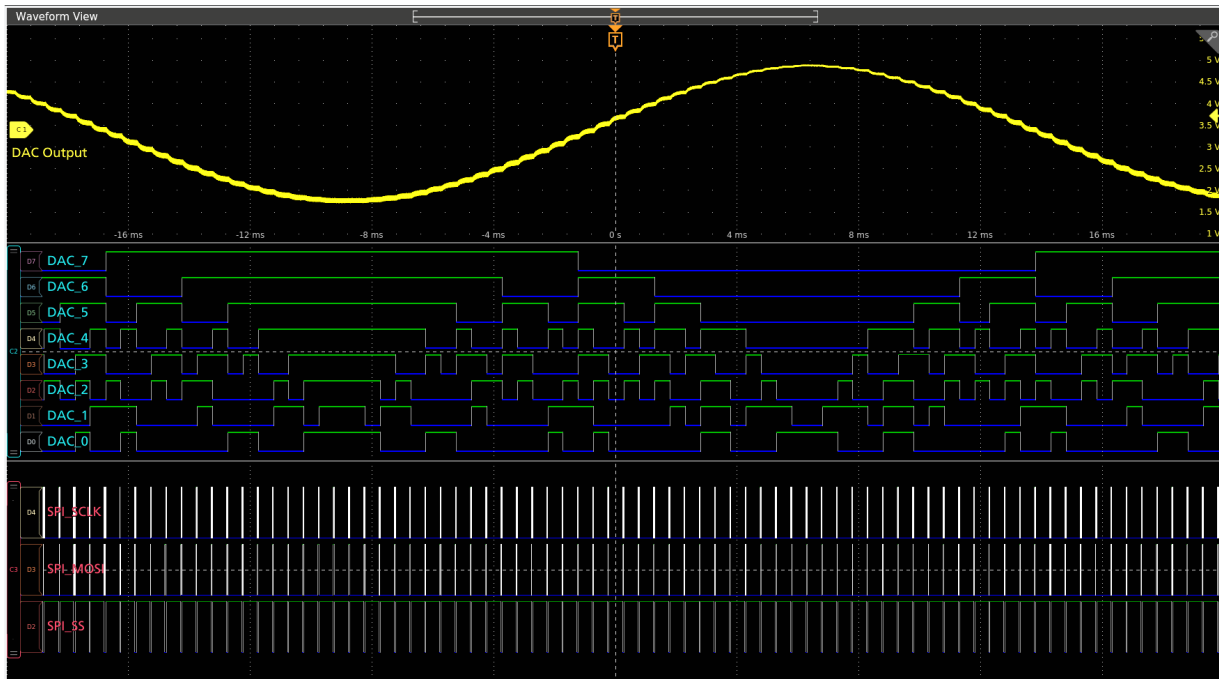 Waveform View
T
T
5 V
4.5 V
C 1
4 V
3.5 V
DAC Output
3 V
2.5 V
2 V
1.5 V
-16 ms -12 ms -8 ms -4 ms 0 s 4 ms 8 ms 12 ms 16 ms 1 V
D7 DAC_7
D6 DAC_6
D5 DAC_5
D4 DAC_4
C2
D3 DAC_3
D2 DAC_2
D1 DAC_1
D0 DAC_0
D4 SPI_SCLK
C3 D3 SPI_MOSI
D2 SPI_SS